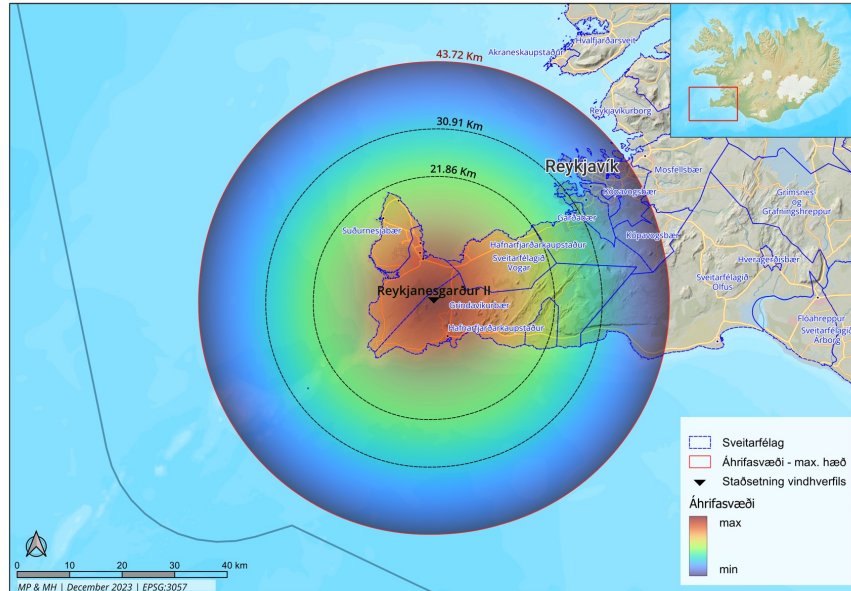 43.72 Km
30.91 Km
21.86 Km
Hvalfjarðarsveit
Akraneskaupstaður
Reykjavíkurborg
Reykjavík
Mosfellsbær
Kópavogsbær
Grímsnes
og
Grafningshreppur
Garðabær
Suðurnesjabær
Kópavogsbær
Hafnarfjarðarkaupstaður
Sveitarfélagið
Vogar
Hveragerðisbær
Sveitarfélagið
Ölfus
Reykjanesgarður II
Grindavíkurbær
Flóahreppur
Sveitarfélagið
Árborg
Hafnarfjarðarkaupstaður
Sveitarfélag
Áhrifasvæði - max. hæð
Staðsetning vindhverfils
Áhrifasvæði
max
min
0 10 20 30 40 km
MP & MH | December 2023 | EPSG:3057